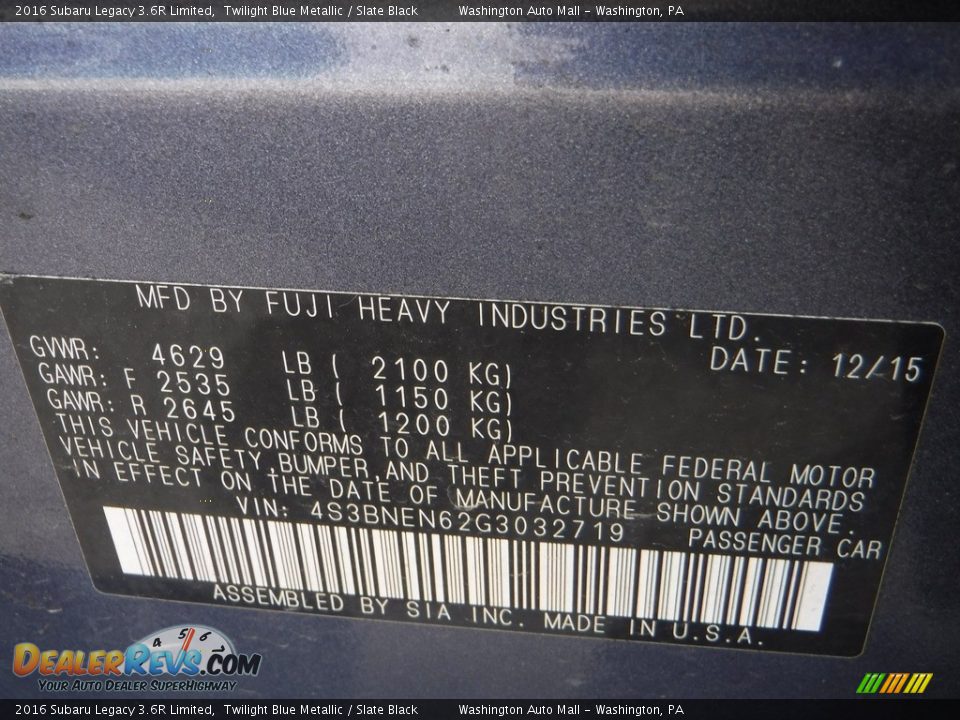 2016 Subaru Legacy 3.6R Limited, Twilight Blue Metallic / Slate Black Washington Auto Mall - Washington, PA
MFD BY FUJI HEAVY INDUSTRIES LTD.
DATE: 12/15
GVWR: 4629 LB ( 2100 KG)
GAWR: F 2535 LB ( 1150 KG)
GAWR: R 2645 LB ( 1200 KG)
THIS VEHICLE CONFORMS TO ALL APPLICABLE FEDERAL MOTOR
VEHICLE SAFETY,BUMPER,AND THEFT PREVENTION STANDARDS
IN EFFECT ON THE DATE OF MANUFACTURE SHOWN ABOVE.
VIN: 4S3BNEN62G3032719 PASSENGER CAR
ASSEMBLED BY SIA INC. MADE IN U.S.A.
4 5 6
DEALERREVS.COM
YOUR AUTO DEALER SUPERHIGHWAY
2016 Subaru Legacy 3.6R Limited, Twilight Blue Metallic / Slate Black Washington Auto Mall - Washington, PA